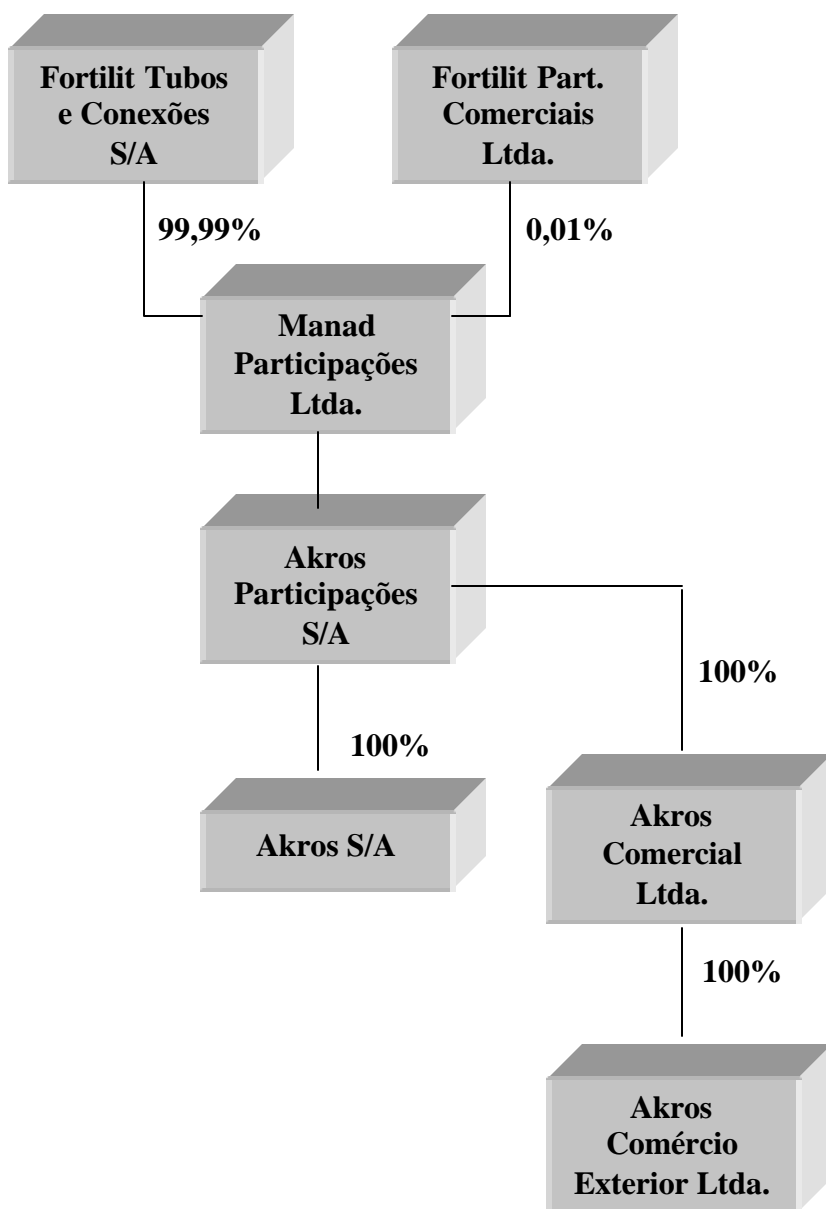 Fortilit Tubos
e Conexões
S/A
Fortilit Part.
Comerciais
Ltda.
99,99%
0,01%
Manad
Participações
Ltda.
Akros
Participações
S/A
100%
100%
Akros S/A
Akros
Comercial
Ltda.
100%
Akros
Comércio
Exterior Ltda.